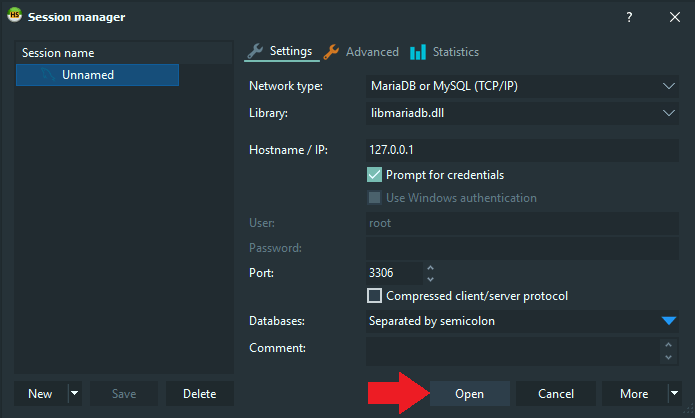 HS Session manager ?
Session name
Unnamed
Settings Advanced Statistics
Network type: MariaDB or MySQL (TCP/IP)
Library: libmariadb.dll
Hostname / IP: 127.0.0.1
Prompt for credentials
Use Windows authentication
User: root
Password:
Port: 3306
Compressed client/server protocol
Databases: Separated by semicolon
Comment:
New Save Delete Open Cancel More